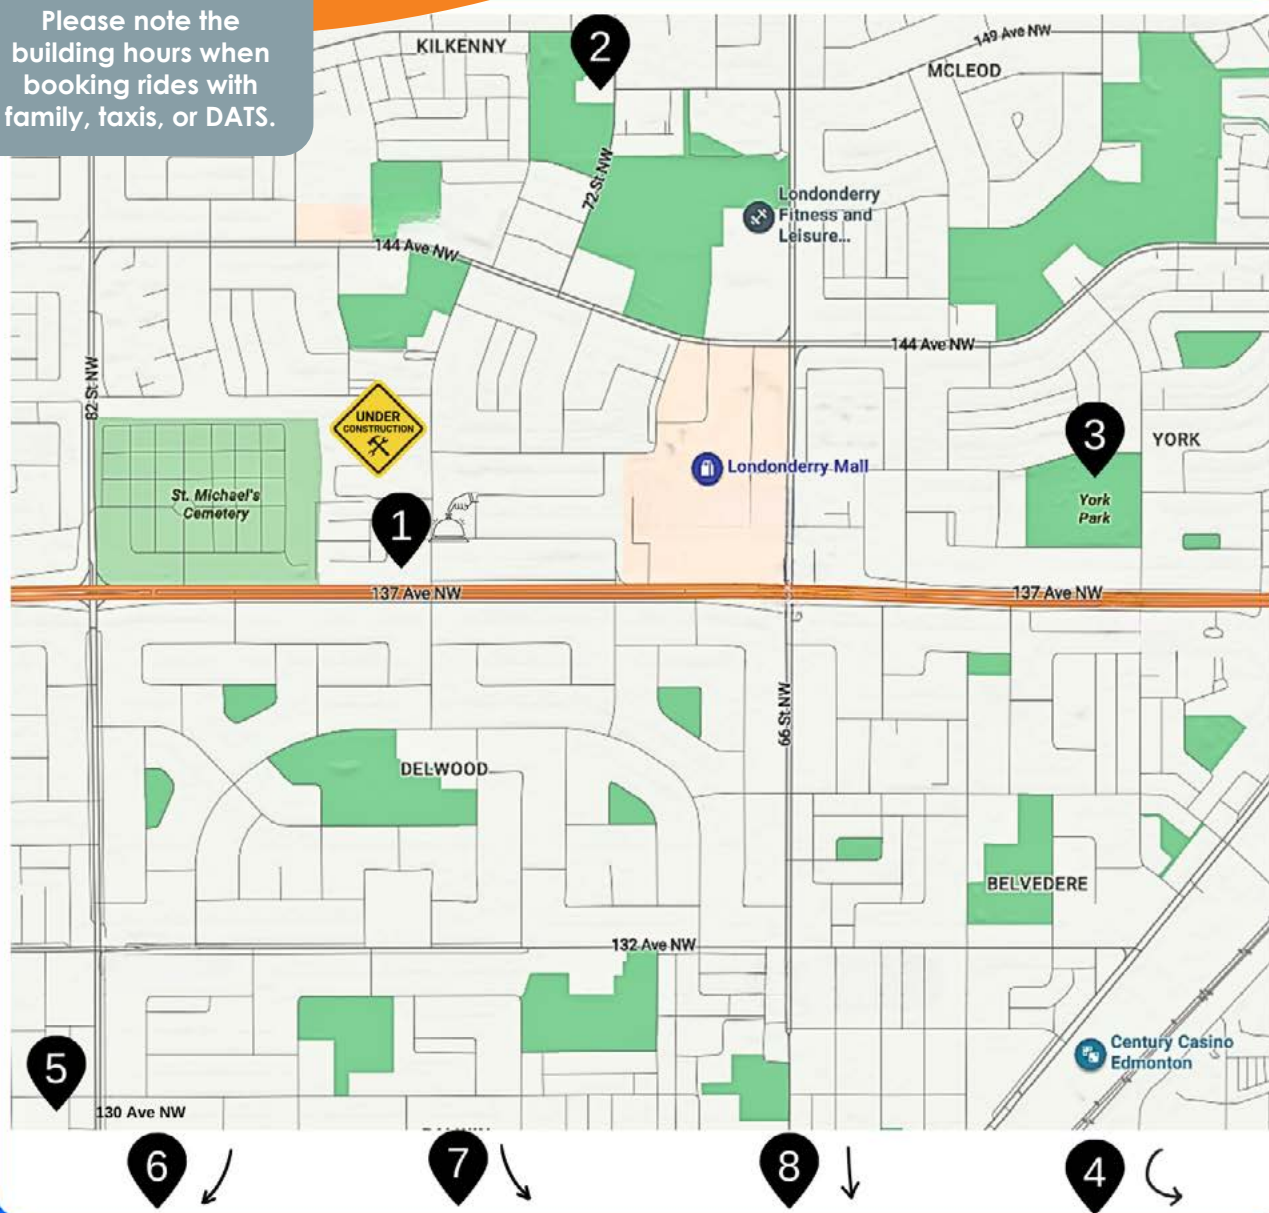 Please note the
building hours when
booking rides with
family, taxis, or DATS.
KILKENNY
2
149 Ave NW
MCLEOD
72 St NW
Londonderry
Fitness and
Leisure...
144 Ave NW
144 Ave NW
82 St NW
UNDER
CONSTRUCTION
3
YORK
Londonderry Mall
St. Michael's
Cemetery
York
Park
1
137 Ave NW
137 Ave NW
66 St NW
DELWOOD
BELVEDERE
132 Ave NW
Century Casino
Edmonton
5
130 Ave NW
6
7
8
4